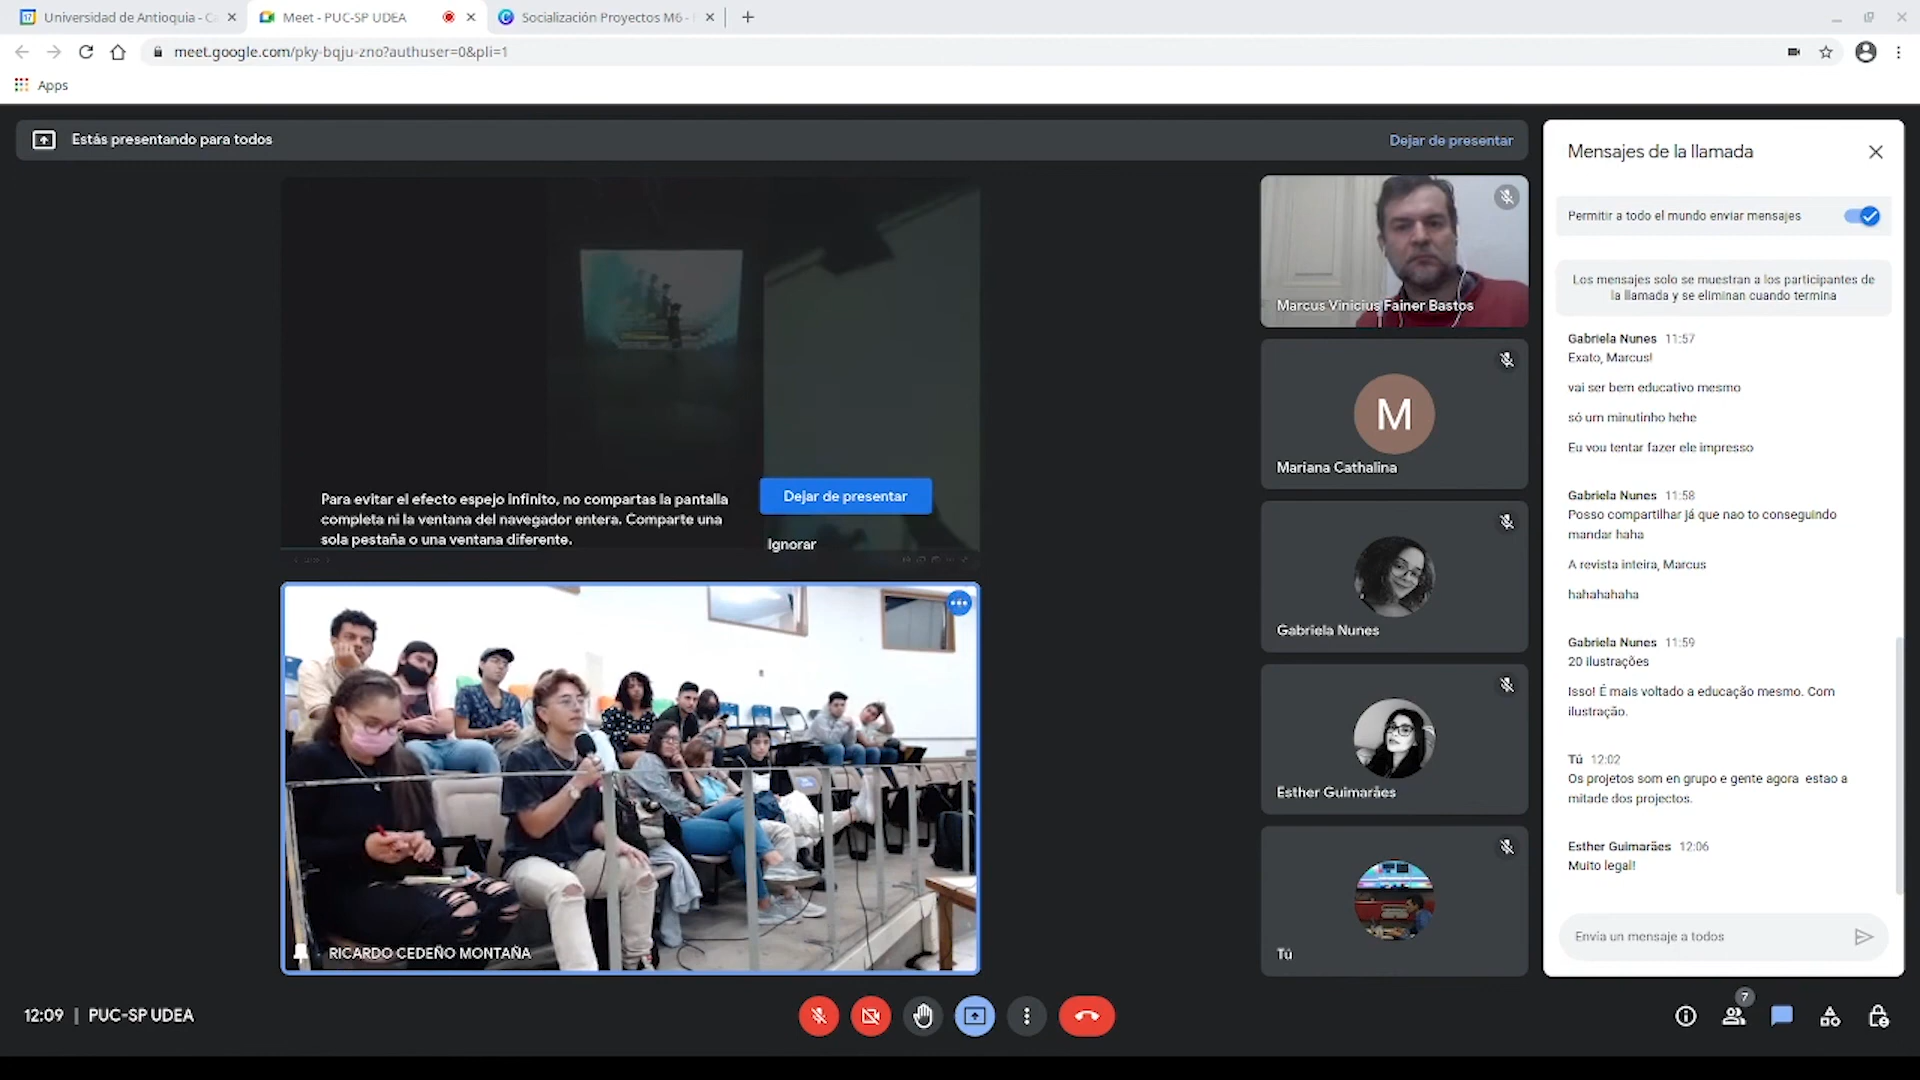 Universidad de Antioquia - C
Meet - PUC-SP UDEA
Socialización Proyectos M6 -
meet.google.com/pky-bqju-zno?authuser=0&pli=1
Apps
Estás presentando para todos
Dejar de presentar
Para evitar el efecto espejo infinito, no compartas la pantalla
completa ni la ventana del navegador entera. Comparte una
sola pestaña o una ventana diferente.
Dejar de presentar
Ignorar
RICARDO CEDEÑO MONTAÑA
Marcus Vinicius Fainer Bastos
M
Mariana Cathalina
Gabriela Nunes
Esther Guimarães
Tú
Mensajes de la llamada
Permitir a todo el mundo enviar mensajes
Los mensajes solo se muestran a los participantes de
la llamada y se eliminan cuando termina
Gabriela Nunes 11:57
Exato, Marcus!
vai ser bem educativo mesmo
só um minutinho hehe
Eu vou tentar fazer ele impresso
Gabriela Nunes 11:58
Posso compartilhar já que nao to conseguindo
mandar haha
A revista inteira, Marcus
hahahahaha
Gabriela Nunes 11:59
20 ilustrações
Isso! É mais voltado a educação mesmo. Com
ilustração.
Tú 12:02
Os projetos som en grupo e gente agora estao a
mitade dos projectos.
Esther Guimarães 12:06
Muito legal!
Envía un mensaje a todos
12:09 | PUC-SP UDEA
7